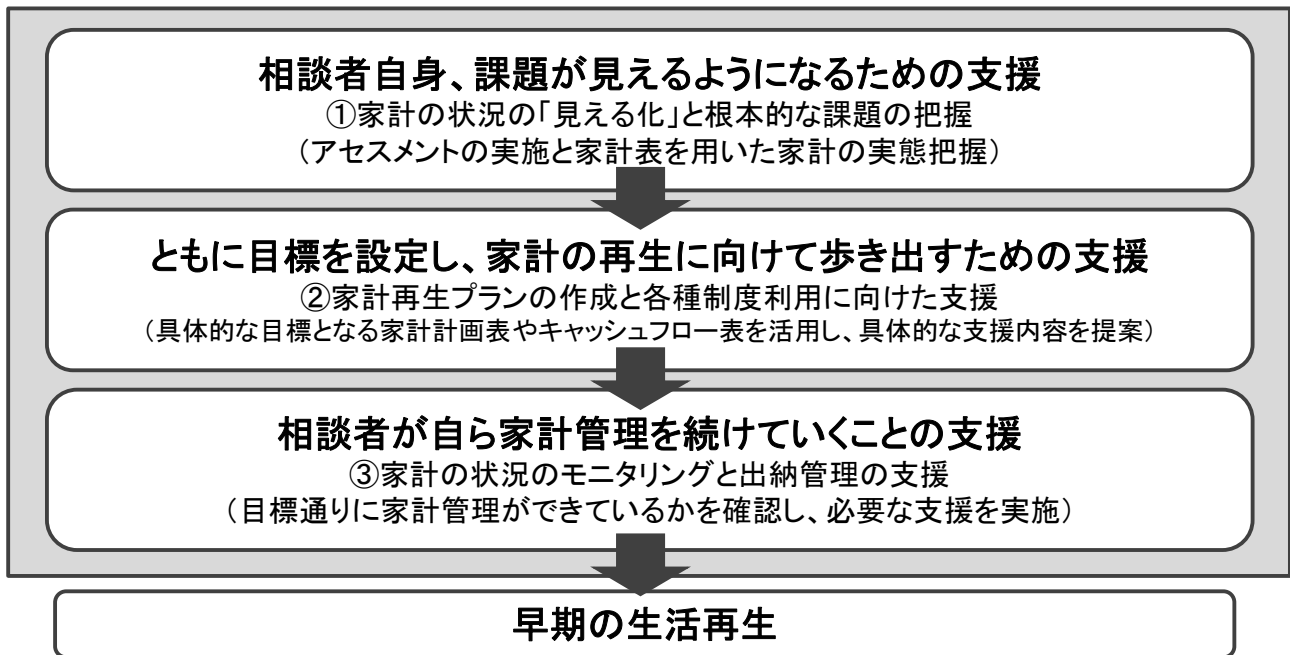 相談者自身、課題が見えるようになるための支援
①家計の状況の「見える化」と根本的な課題の把握
（アセスメントの実施と家計表を用いた家計の実態把握）
ともに目標を設定し、家計の再生に向けて歩き出すための支援
②家計再生プランの作成と各種制度利用に向けた支援
（具体的な目標となる家計計画表やキャッシュフロー表を活用し、具体的な支援内容を提案）
相談者が自ら家計管理を続けていくことの支援
③家計の状況のモニタリングと出納管理の支援
（目標通りに家計管理ができているかを確認し、必要な支援を実施）
早期の生活再生